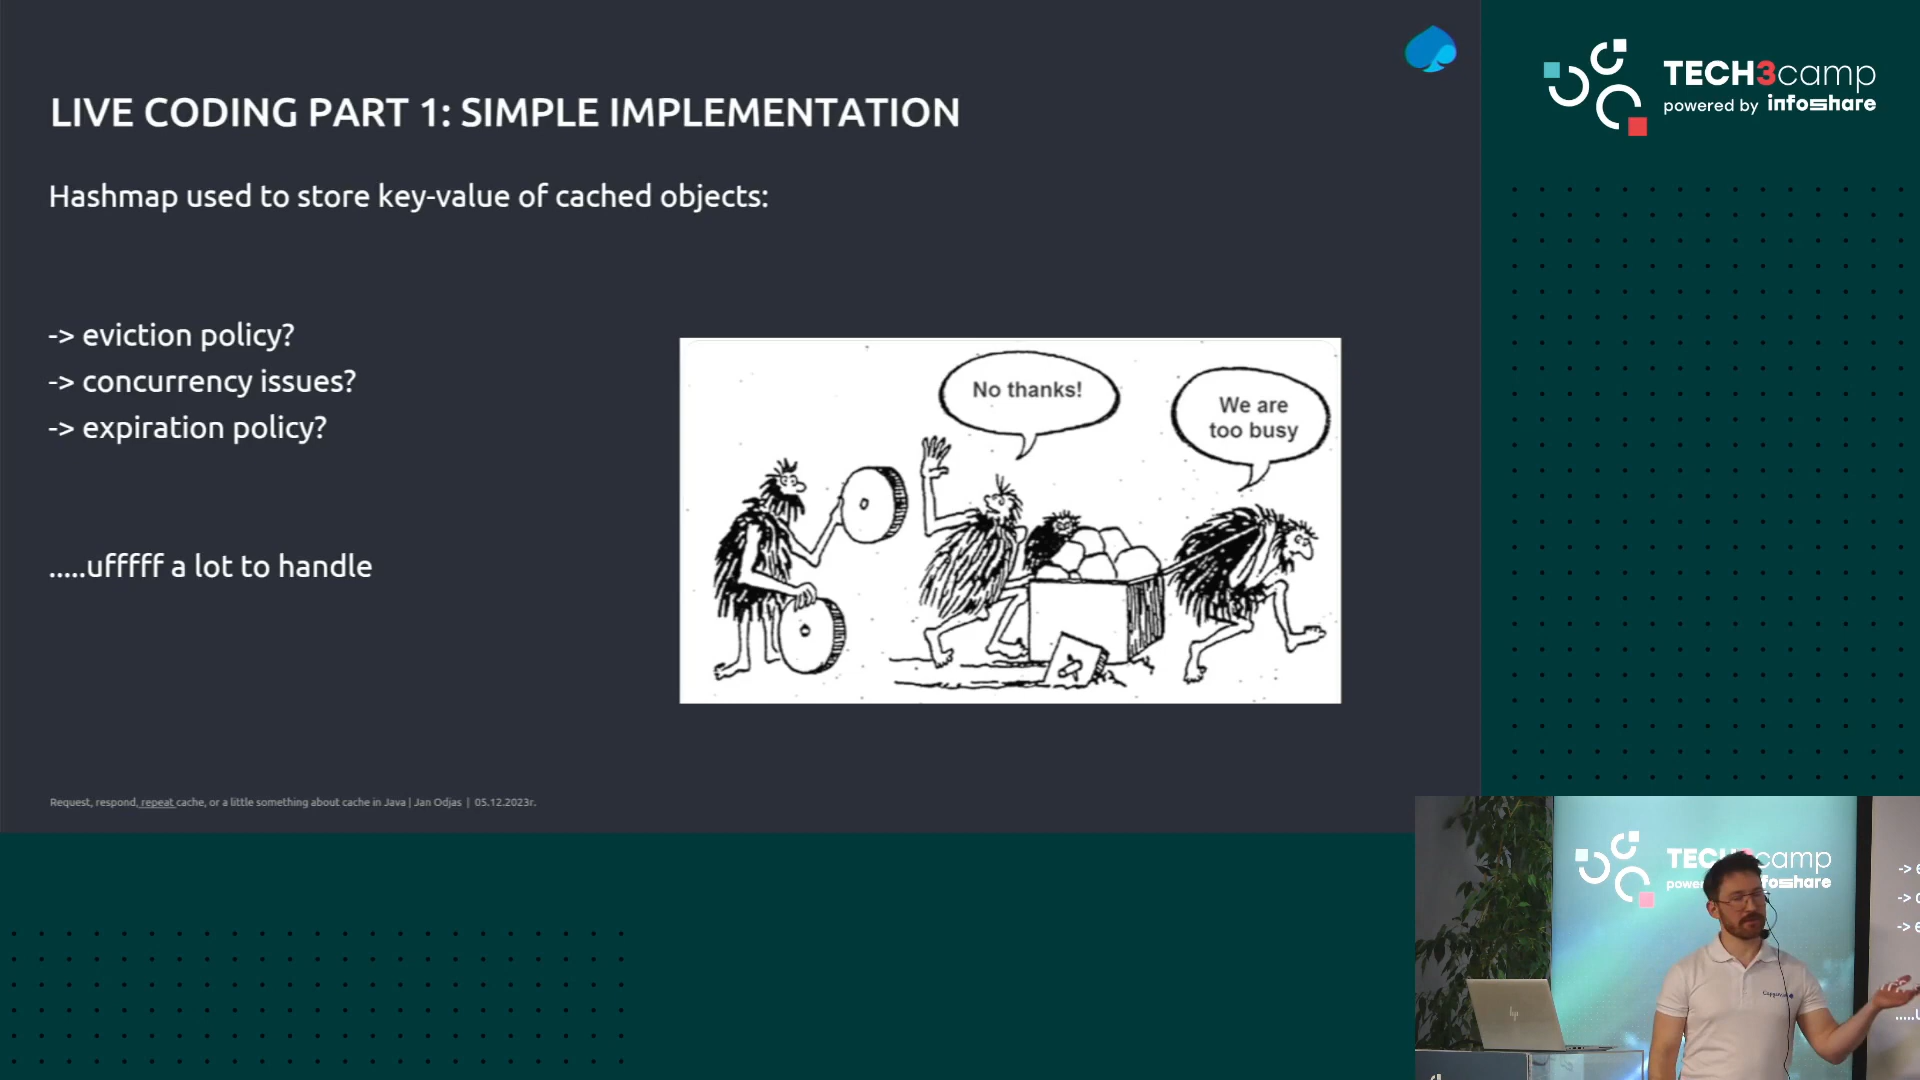 LIVE CODING PART 1: SIMPLE IMPLEMENTATION
Hashmap used to store key-value of cached objects:
-> eviction policy?
-> concurrency issues?
-> expiration policy?
.....ufffff a lot to handle
No thanks!
We are
too busy
Request, respond, repeat cache, or a little something about cache in Java | Jan Odjas | 05.12.2023r.
TECH3camp
powered by infoshare
camp
hp